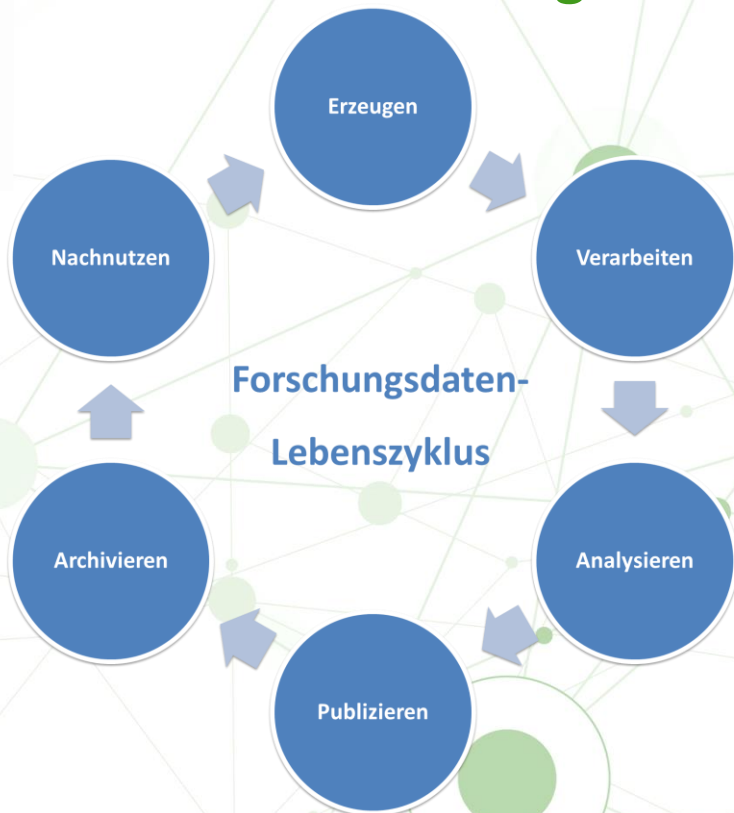 Erzeugen
Verarbeiten
Analysieren
Publizieren
Archivieren
Nachnutzen
Forschungsdaten-
Lebenszyklus